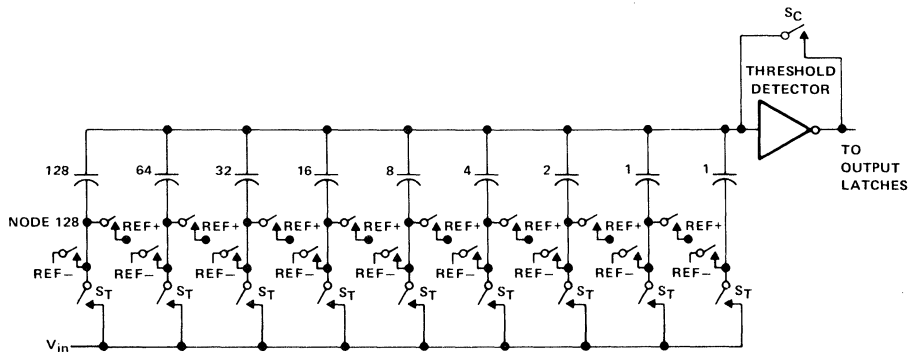 SC
THRESHOLD
DETECTOR
TO
OUTPUT
LATCHES
128 64 32 16 8 4 2 1 1
NODE 128 REF+ REF+ REF+ REF+ REF+ REF+ REF+ REF+
REF− REF− REF− REF− REF− REF− REF− REF− REF−
ST ST ST ST ST ST ST ST ST
Vin